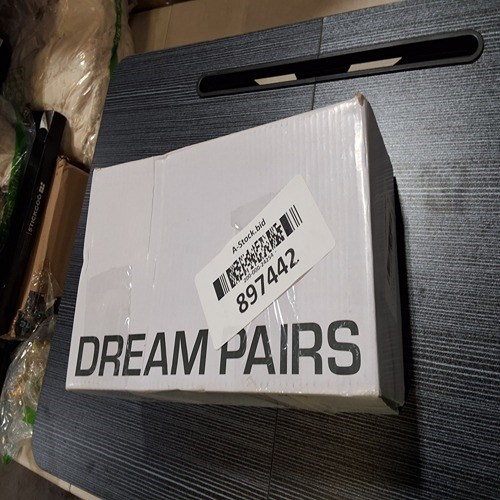 A-Stock.bid
897442
DREAM PAIRS